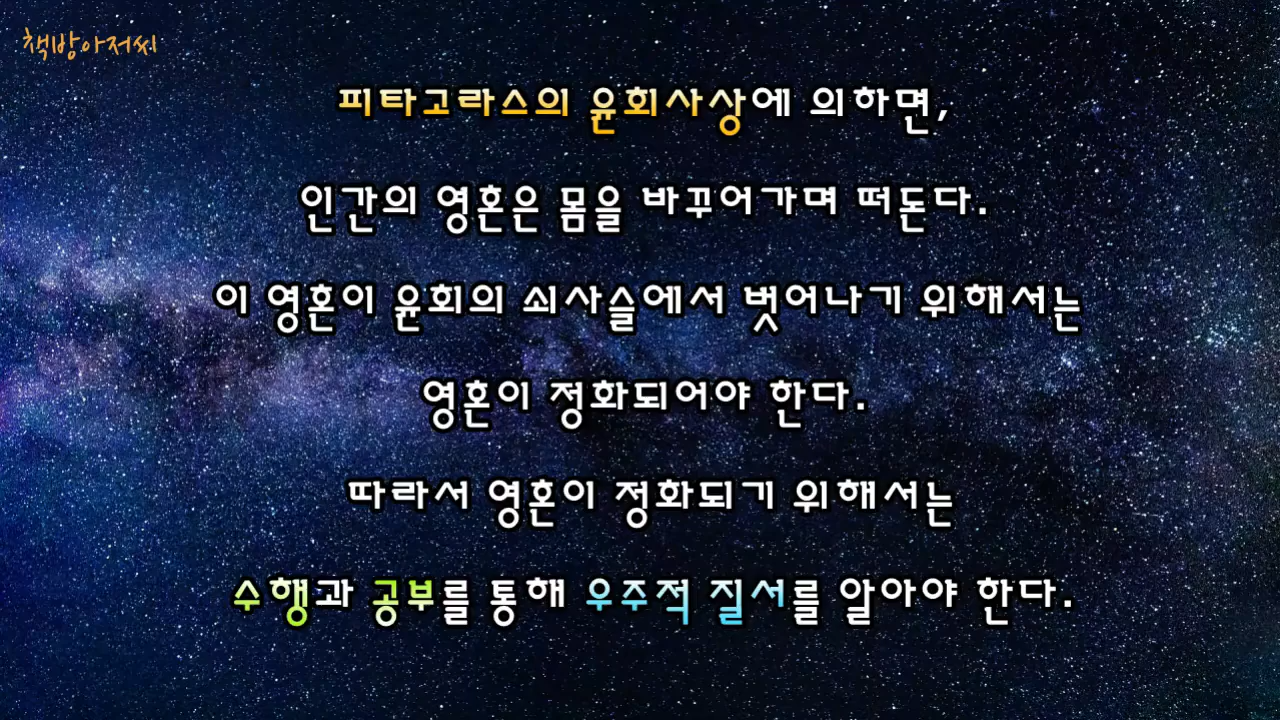 책방아저씨
피타고라스의 윤회사상에 의하면,
인간의 영혼은 몸을 바꾸어가며 떠돈다.
이 영혼이 윤회의 쇠사슬에서 벗어나기 위해서는
영혼이 정화되어야 한다.
따라서 영혼이 정화되기 위해서는
수행과 공부를 통해 우주적 질서를 알아야 한다.